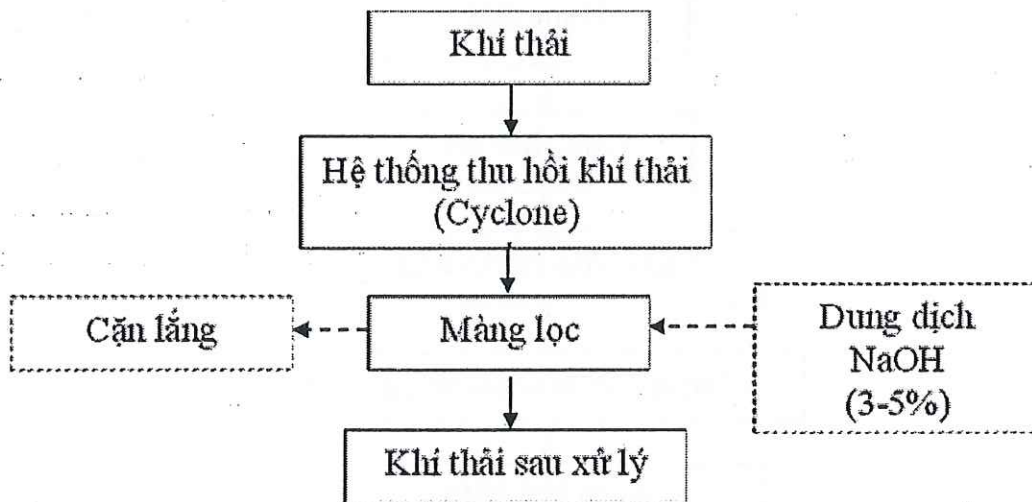 Khí thải
Hệ thống thu hồi khí thải
(Cyclone)
Cặn lắng
Màng lọc
Dung dịch
NaOH
(3-5%)
Khí thải sau xử lý